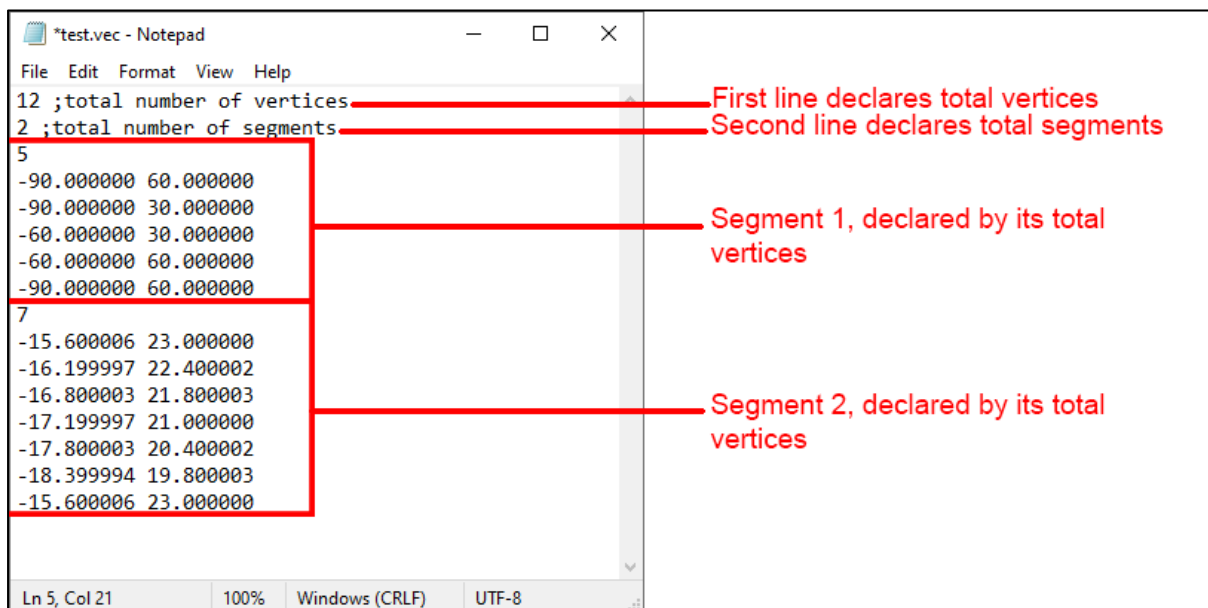 *test.vec - Notepad
File Edit Format View Help
12 ;total number of vertices
First line declares total vertices
2 ;total number of segments
Second line declares total segments
5
-90.000000 60.000000
-90.000000 30.000000
-60.000000 30.000000
-60.000000 60.000000
-90.000000 60.000000
Segment 1, declared by its total
vertices
7
-15.600006 23.000000
-16.199997 22.400002
-16.800003 21.800003
-17.199997 21.000000
-17.800003 20.400002
-18.399994 19.800003
-15.600006 23.000000
Segment 2, declared by its total
vertices
Ln 5, Col 21 100% Windows (CRLF) UTF-8